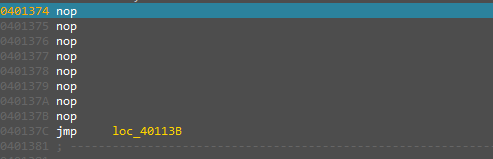 0401374 nop
0401375 nop
0401376 nop
0401377 nop
0401378 nop
0401379 nop
040137A nop
040137B nop
040137C jmp loc_40113B
0401381 ; ---------------------------------------------------------------